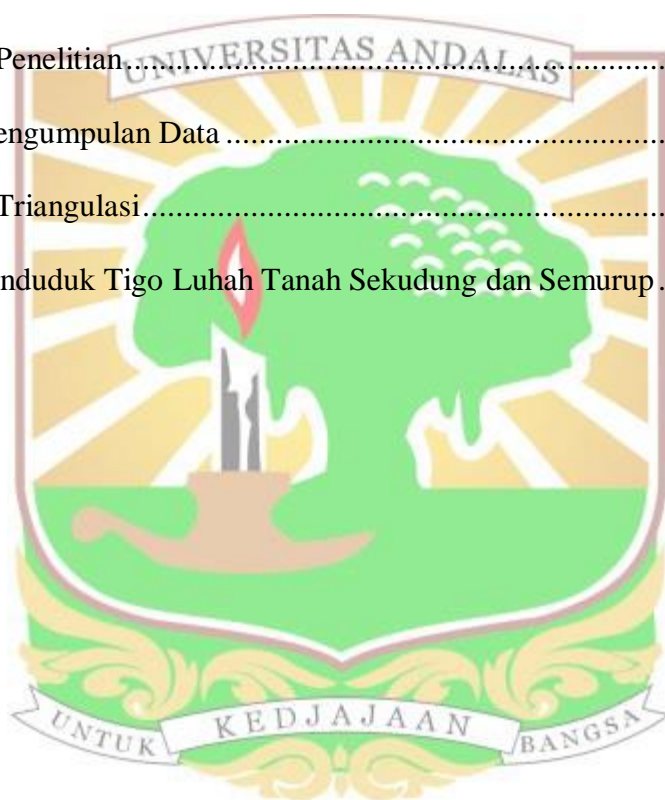 Penelitian..........................................................
UNIVERSITAS ANDALAS
engumpulan Data ..................................................
Triangulasi..........................................................
nduduk Tigo Luhah Tanah Sekudung dan Semurup.
UNTUK KEDJAJAAN BANGSA